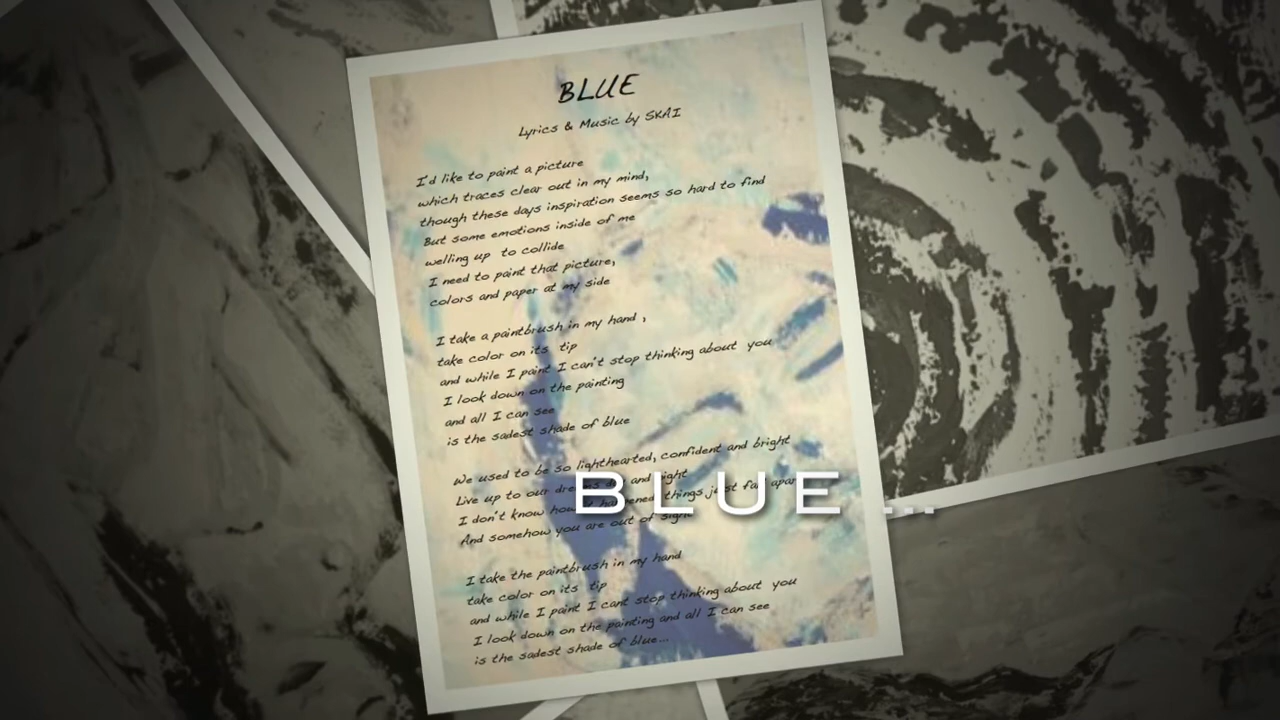 BLUE
Lyrics & Music by SKAI
I'd like to paint a picture
which traces clear out in my mind,
though these days inspiration seems so hard to find
But some emotions inside of me
welling up to collide
I need to paint that picture,
colors and paper at my side
I take a paintbrush in my hand ,
take color on its tip
and while I paint I can't stop thinking about you
I look down on the painting
and all I can see
is the sadest shade of blue
We used to be so lighthearted, confident and bright
Live up to our and right
I don't know things just fall apart
And somehow you are out of sight
BLUE ...
I take the paintbrush in my hand
take color on its tip
and while I paint I cant stop thinking about you
I look down on the painting and all I can see
is the sadest shade of blue...